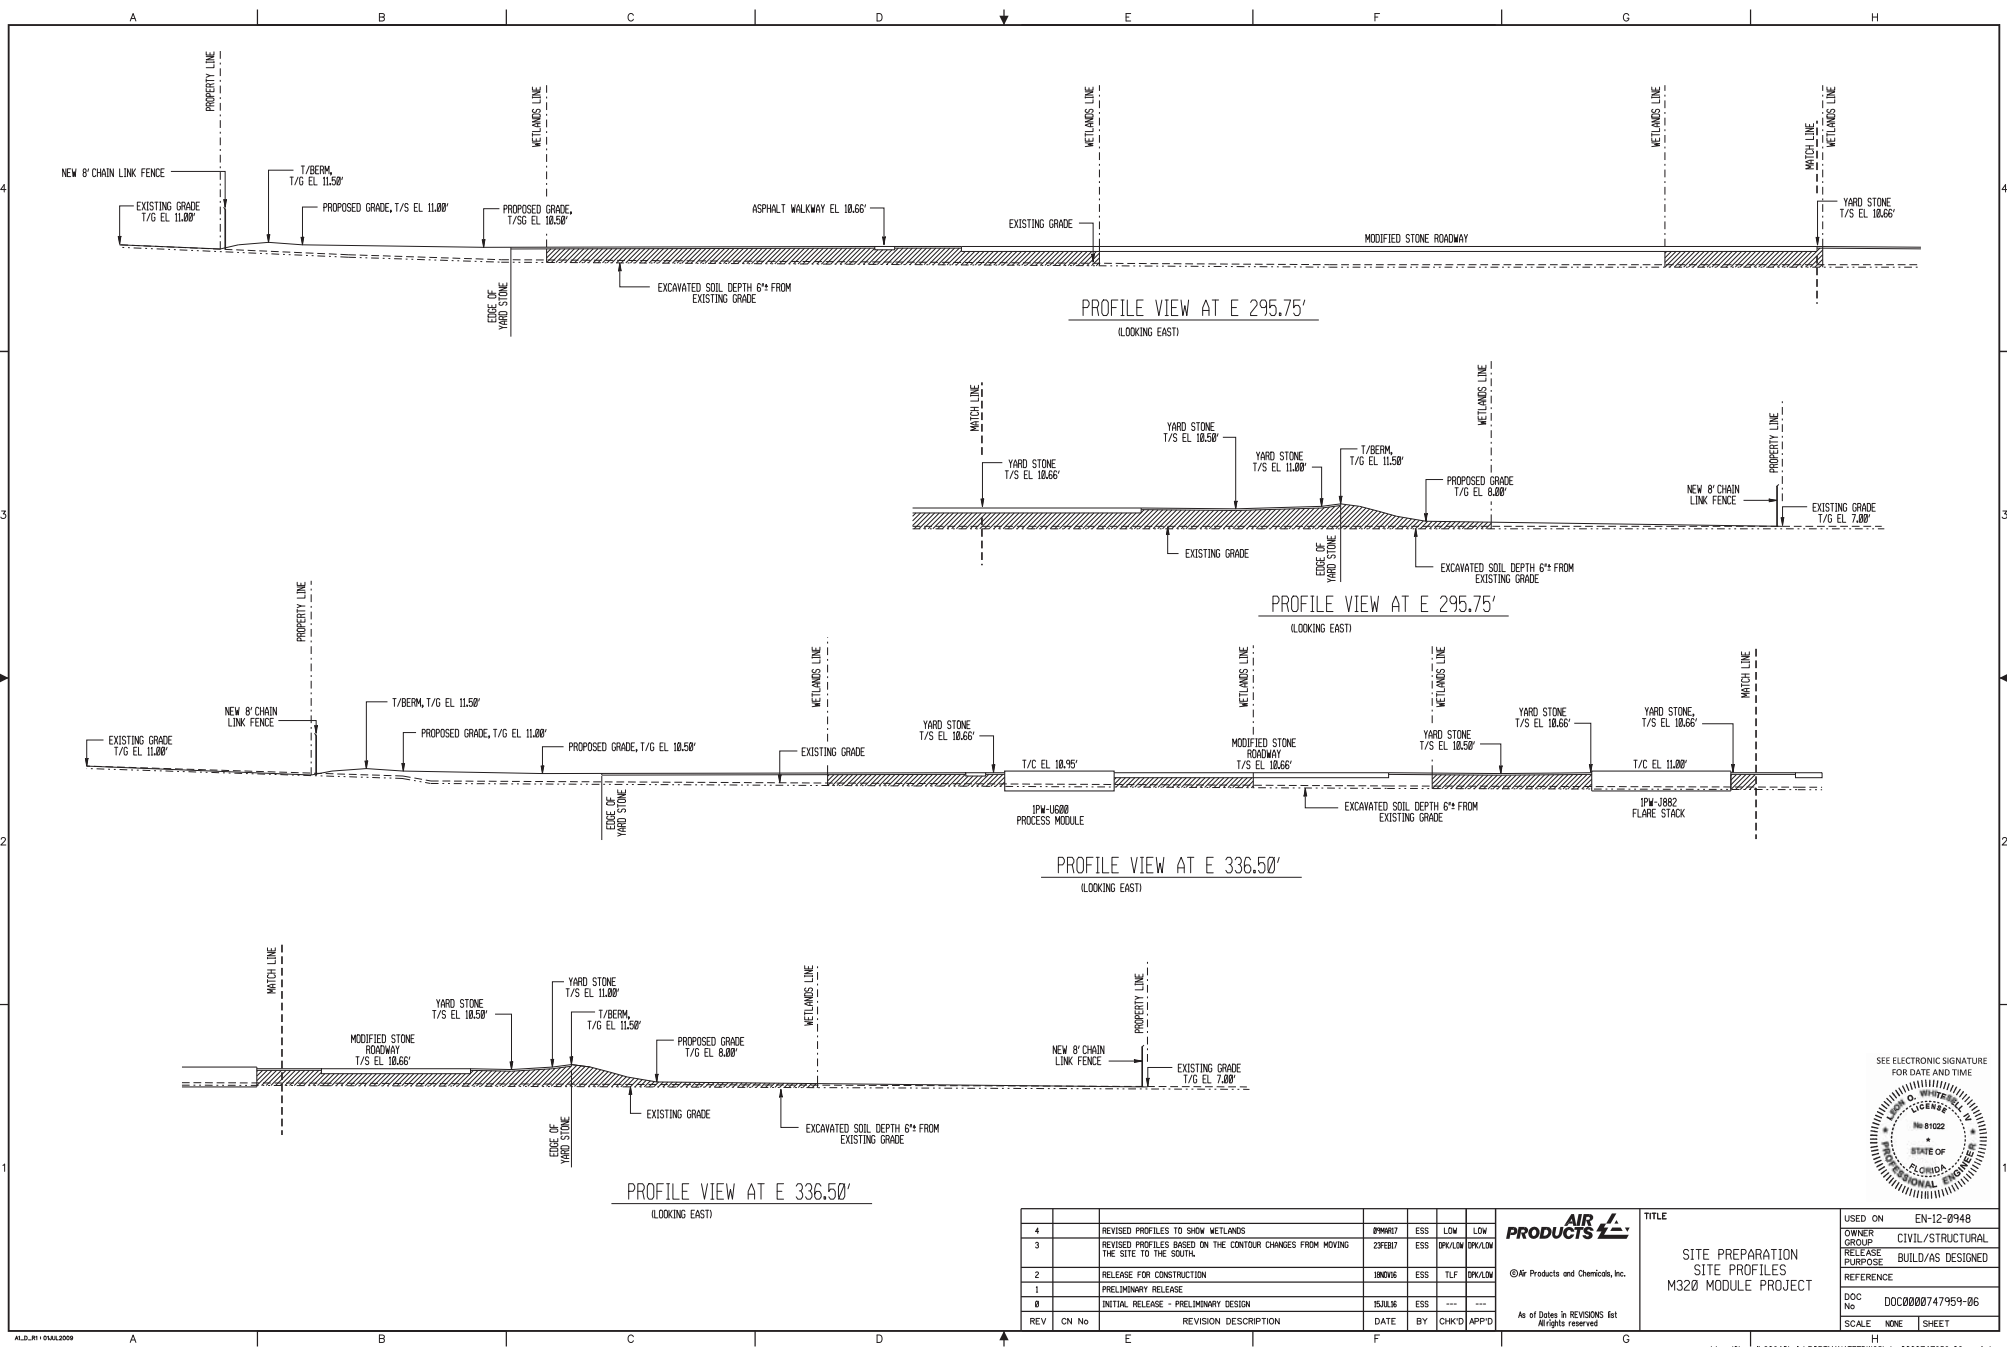 A B C D E F G H
4
PROPERTY LINE
WETLANDS LINE
WETLANDS LINE
WETLANDS LINE
MATCH LINE
WETLANDS LINE
NEW 8' CHAIN LINK FENCE
T/BERM,
T/G EL 11.50'
EXISTING GRADE
T/G EL 11.00'
PROPOSED GRADE, T/S EL 11.00'
PROPOSED GRADE,
T/SG EL 10.50'
ASPHALT WALKWAY EL 10.66'
EXISTING GRADE
MODIFIED STONE ROADWAY
YARD STONE
T/S EL 10.66'
4
EDGE OF
YARD STONE
EXCAVATED SOIL DEPTH 6"± FROM
EXISTING GRADE
PROFILE VIEW AT E 295.75'
(LOOKING EAST)
3
MATCH LINE
WETLANDS LINE
PROPERTY LINE
YARD STONE
T/S EL 10.66'
YARD STONE
T/S EL 10.50'
YARD STONE
T/S EL 11.00'
T/BERM,
T/G EL 11.50'
PROPOSED GRADE
T/G EL 8.00'
NEW 8' CHAIN
LINK FENCE
EXISTING GRADE
T/G EL 7.00'
3
EXISTING GRADE
EDGE OF
YARD STONE
EXCAVATED SOIL DEPTH 6"± FROM
EXISTING GRADE
PROFILE VIEW AT E 295.75'
(LOOKING EAST)
PROPERTY LINE
WETLANDS LINE
WETLANDS LINE
WETLANDS LINE
MATCH LINE
NEW 8' CHAIN
LINK FENCE
T/BERM, T/G EL 11.50'
EXISTING GRADE
T/G EL 11.00'
PROPOSED GRADE, T/G EL 11.00'
PROPOSED GRADE, T/G EL 10.50'
EXISTING GRADE
YARD STONE
T/S EL 10.66'
T/C EL 10.95'
MODIFIED STONE
ROADWAY
T/S EL 10.66'
YARD STONE
T/S EL 10.50'
YARD STONE
T/S EL 10.66'
YARD STONE,
T/S EL 10.66'
T/C EL 11.00'
EDGE OF
YARD STONE
1PW-U600
PROCESS MODULE
EXCAVATED SOIL DEPTH 6"± FROM
EXISTING GRADE
1PW-J882
FLARE STACK
2
2
PROFILE VIEW AT E 336.50'
(LOOKING EAST)
MATCH LINE
WETLANDS LINE
PROPERTY LINE
MODIFIED STONE
ROADWAY
T/S EL 10.66'
YARD STONE
T/S EL 10.50'
YARD STONE
T/S EL 11.00'
T/BERM,
T/G EL 11.50'
PROPOSED GRADE
T/G EL 8.00'
NEW 8' CHAIN
LINK FENCE
EXISTING GRADE
T/G EL 7.00'
EXISTING GRADE
EDGE OF
YARD STONE
EXCAVATED SOIL DEPTH 6"± FROM
EXISTING GRADE
1
1
PROFILE VIEW AT E 336.50'
(LOOKING EAST)
SEE ELECTRONIC SIGNATURE
FOR DATE AND TIME
LEON O. WHITESELL IV
LICENSE
No 81022
*
STATE OF
FLORIDA
PROFESSIONAL ENGINEER
4 REVISED PROFILES TO SHOW WETLANDS 09MAR17 ESS LOW LOW
3 REVISED PROFILES BASED ON THE CONTOUR CHANGES FROM MOVING THE SITE TO THE SOUTH. 23FEB17 ESS DPK/LOW DPK/LOW
2 RELEASE FOR CONSTRUCTION 18NOV16 ESS TLF DPK/LOW
1 PRELIMINARY RELEASE
0 INITIAL RELEASE - PRELIMINARY DESIGN 15JUL16 ESS --- ---
REV CN No REVISION DESCRIPTION DATE BY CHK'D APP'D
AIR
PRODUCTS
©Air Products and Chemicals, Inc.
As of Dates in REVISIONS list
All rights reserved
TITLE
SITE PREPARATION
SITE PROFILES
M320 MODULE PROJECT
USED ON EN-12-0948
OWNER GROUP CIVIL/STRUCTURAL
RELEASE PURPOSE BUILD/AS DESIGNED
REFERENCE
DOC No DOC0000747959-06
SCALE NONE SHEET
A1_D_R1 : 01JUL2009
A B C D E F G H